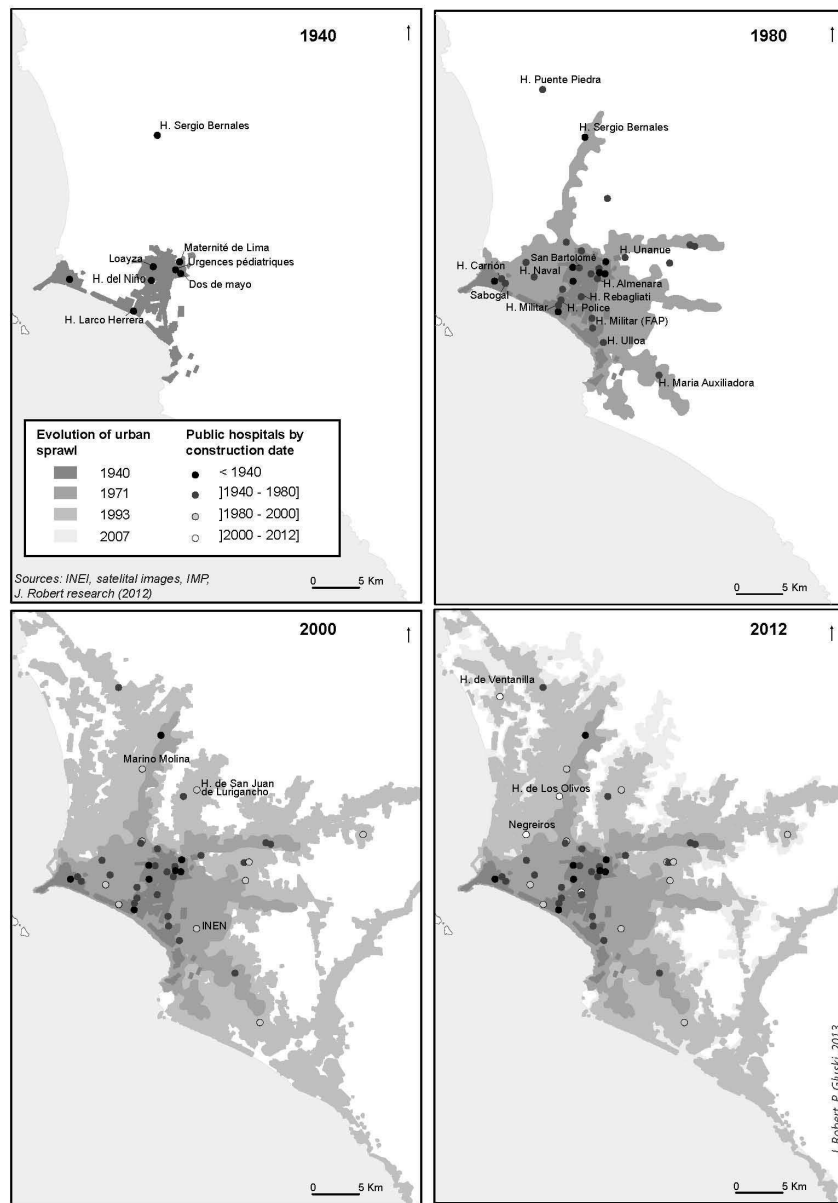 1940
H. Sergio Bernales
Maternité de Lima
Loayza
Urgences pédiatriques
H. del Niño
Dos de mayo
H. Larco Herrera
Evolution of urban
sprawl
1940
1971
1993
2007
Public hospitals by
construction date
< 1940
]1940 - 1980]
]1980 - 2000]
]2000 - 2012]
Sources: INEI, satelital images, IMP,
J. Robert research (2012)
0 5 Km
1980
H. Puente Piedra
H. Sergio Bernales
San Bartolomé
H. Unanue
H. Carrión
H. Naval
H. Almenara
Sabogal
H. Rebagliati
H. Militar
H. Police
H. Militar (FAP)
H. Ulloa
H. Maria Auxiliadora
0 5 Km
2000
Marino Molina
H. de San Juan
de Lurigancho
INEN
0 5 Km
2012
H. de Ventanilla
H. de Los Olivos
Negreiros
0 5 Km
J. Robert, P. Gluski, 2013